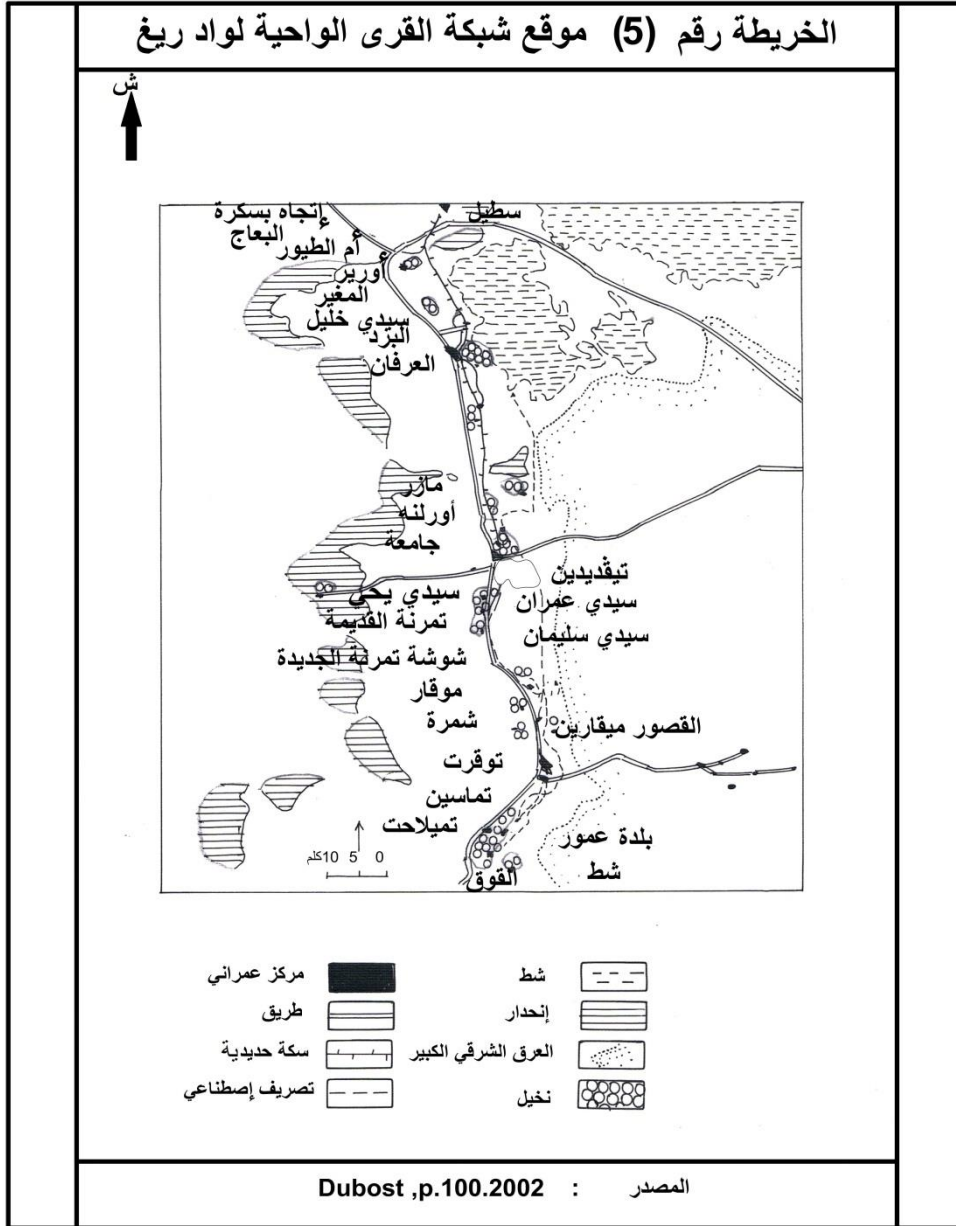 الخريطة رقم (5) موقع شبكة القرى الواحية لواد ريغ
ش
سطيل
إتجاه بسكرة
البعاج
أم الطيور
أورير
المغير
سيدي خليل
البرد
العرفان
مازر
أورلنه
جامعة
تيڨديدين
سيدي يحي
سيدي عمران
تمرنة القديمة
سيدي سليمان
شوشة تمرنة الجديدة
موقار
شمرة
القصور ميقارين
توقرت
تماسين
تميلاحت
بلدة عمور
شط
القوق
0 5 10كلم
شط
مركز عمراني
إنحدار
طريق
العرق الشرقي الكبير
سكة حديدية
نخيل
تصريف إصطناعي
المصدر : Dubost ,p.100.2002